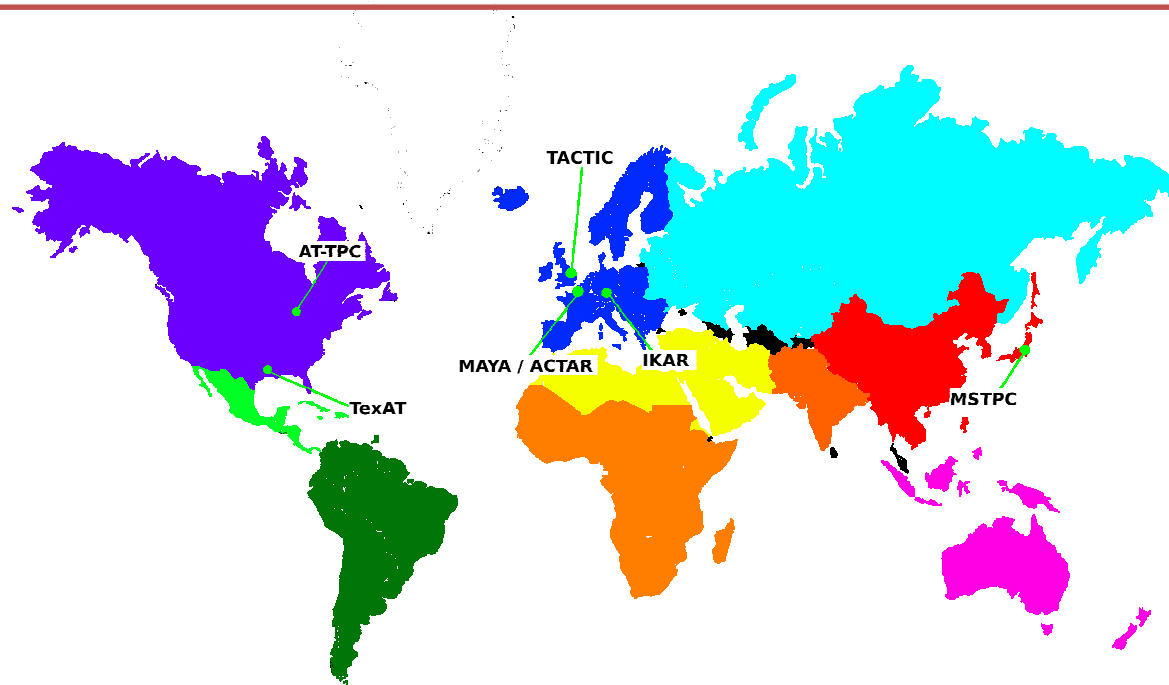 TACTIC
AT-TPC
MAYA / ACTAR
IKAR
MSTPC
TexAT